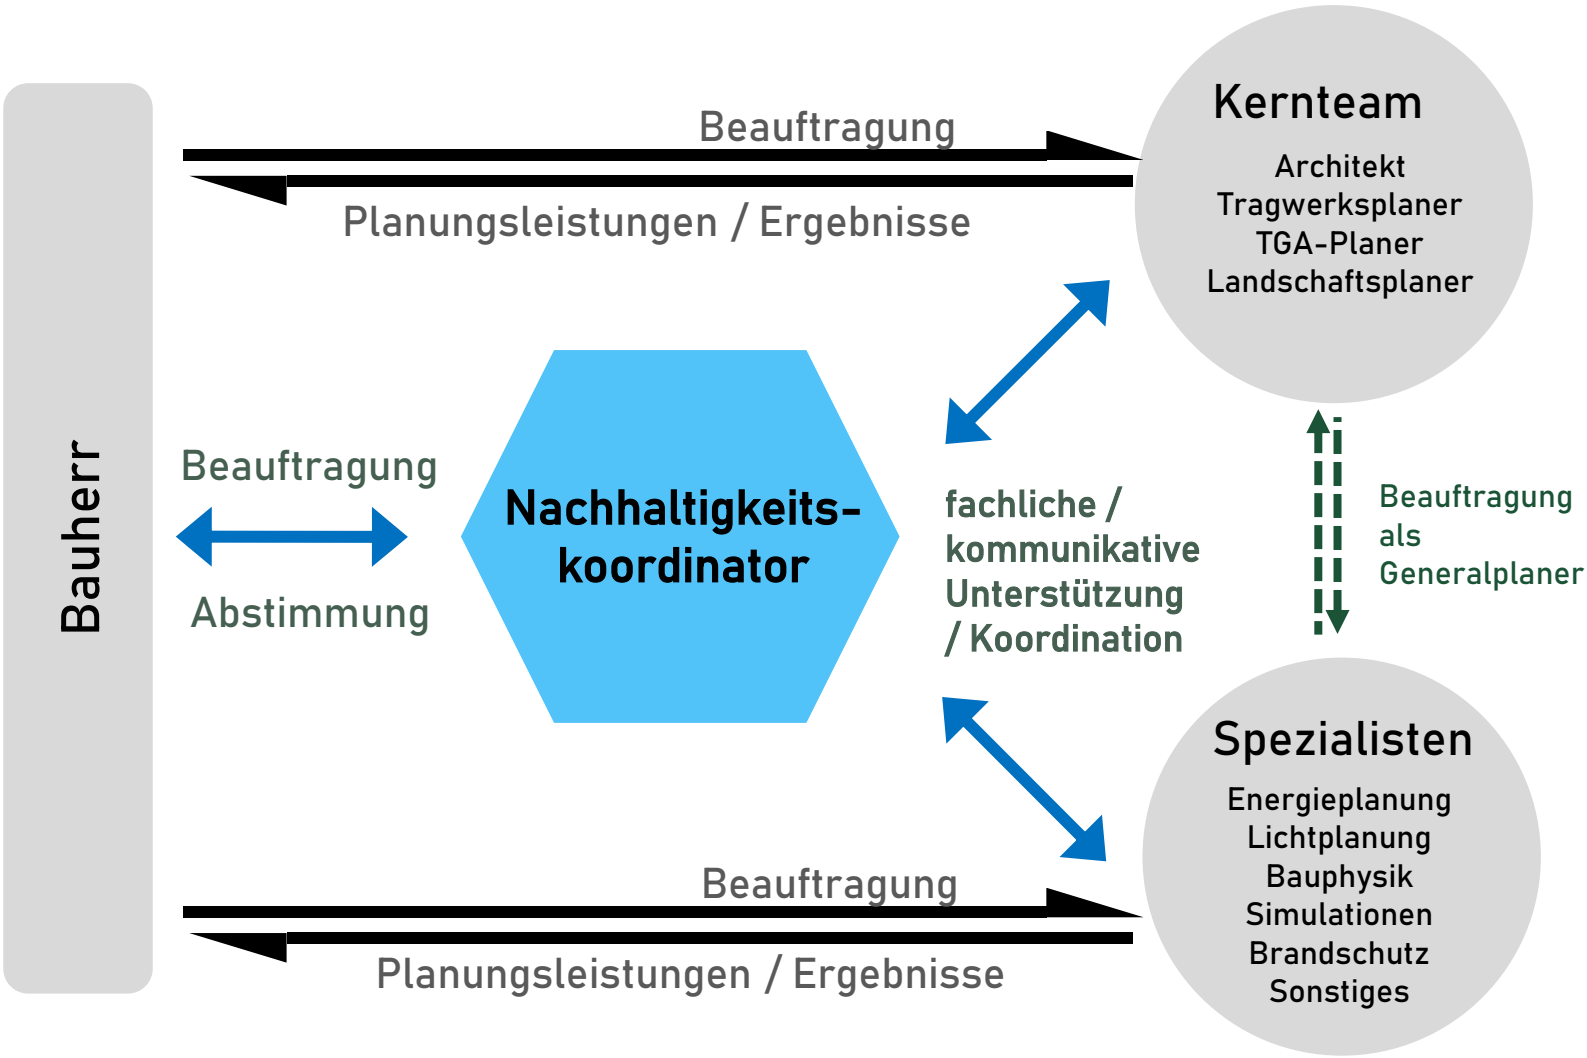 Beauftragung
Planungsleistungen / Ergebnisse
Kernteam
Architekt
Tragwerksplaner
TGA-Planer
Landschaftsplaner
Bauherr
Beauftragung
Abstimmung
Nachhaltigkeits-
koordinator
fachliche /
kommunikative
Unterstützung
/ Koordination
Beauftragung
als
Generalplaner
Spezialisten
Energieplanung
Lichtplanung
Bauphysik
Simulationen
Brandschutz
Sonstiges
Beauftragung
Planungsleistungen / Ergebnisse